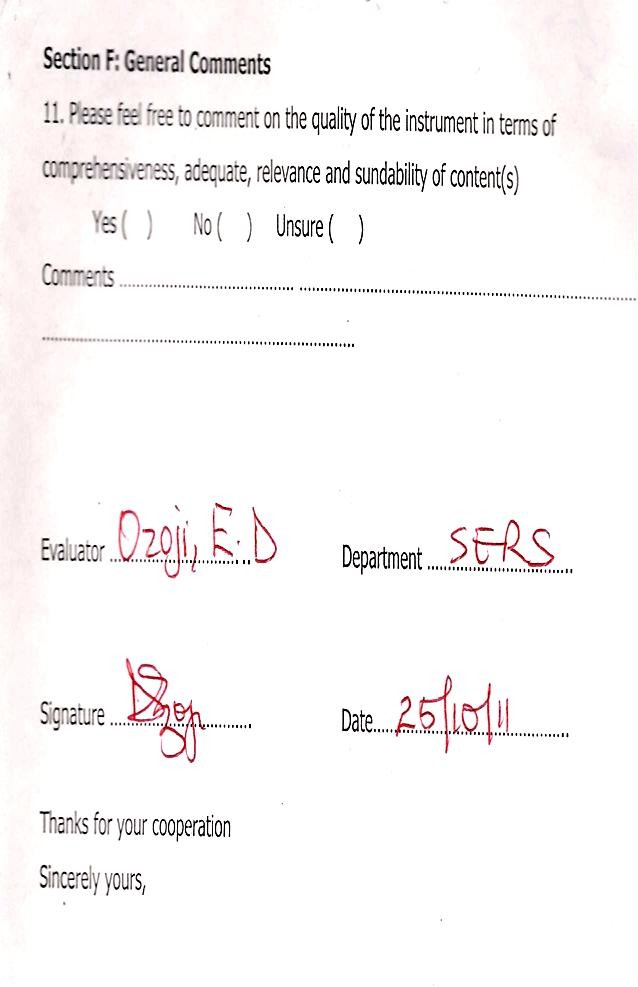 Section F: General Comments
11. Please feel free to comment on the quality of the instrument in terms of
comprehensiveness, adequate, relevance and sundability of content(s)
Yes ( ) No ( ) Unsure ( )
Comments ........................................................................
........................................................................
Evaluator ... Ozoji, E. D Department ... SERS
Signature ... Date... 25/10/11
Thanks for your cooperation
Sincerely yours,